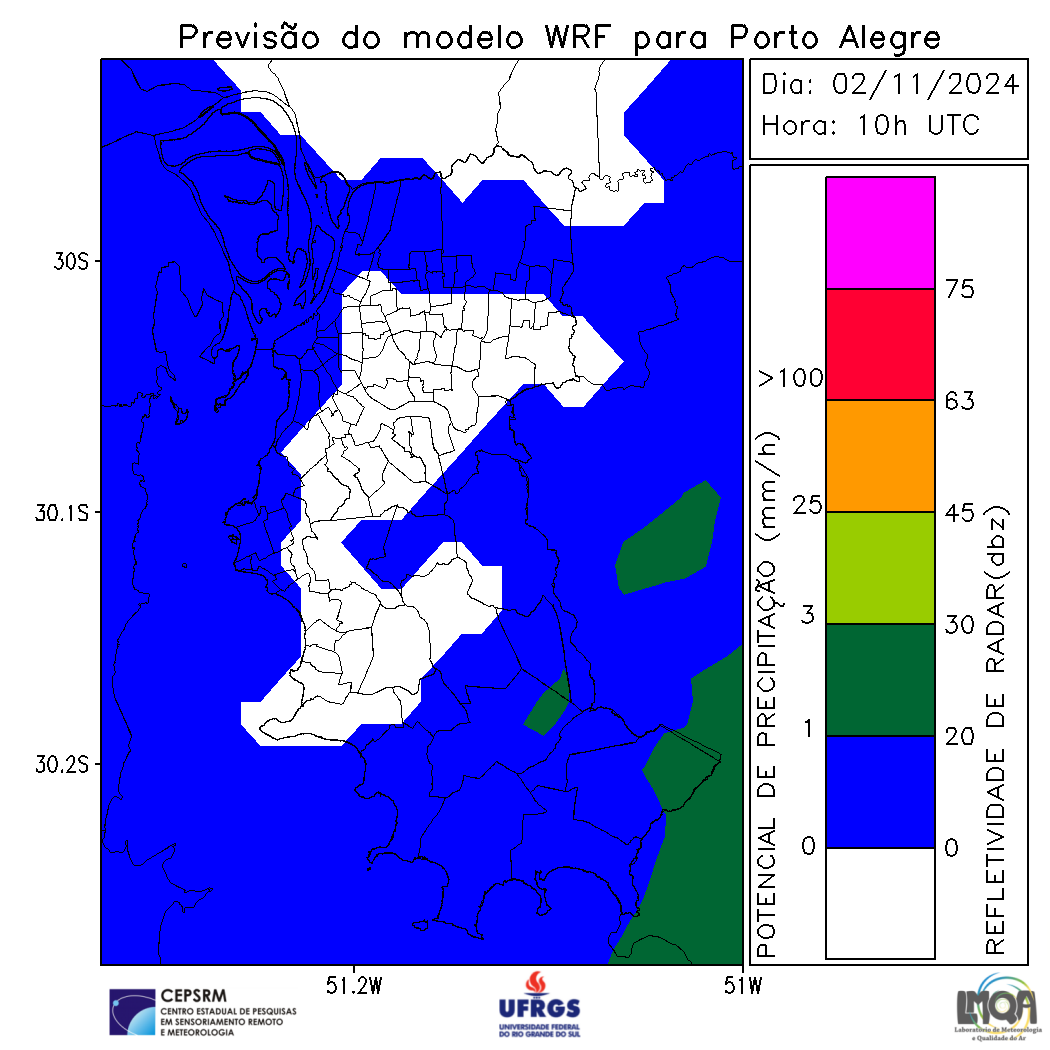 Previsão do modelo WRF para Porto Alegre
Dia: 02/11/2024
Hora: 10h UTC
30S
30.1S
30.2S
51.2W
51W
POTENCIAL DE PRECIPITAÇÃO (mm/h)
>100
25
3
1
0
75
63
45
30
20
0
REFLETIVIDADE DE RADAR(dbz)
CEPSRM
CENTRO ESTADUAL DE PESQUISAS
EM SENSORIAMENTO REMOTO
E METEOROLOGIA
UFRGS
UNIVERSIDADE FEDERAL
DO RIO GRANDE DO SUL
LMQA
Laboratório de Meteorologia
e Qualidade do Ar